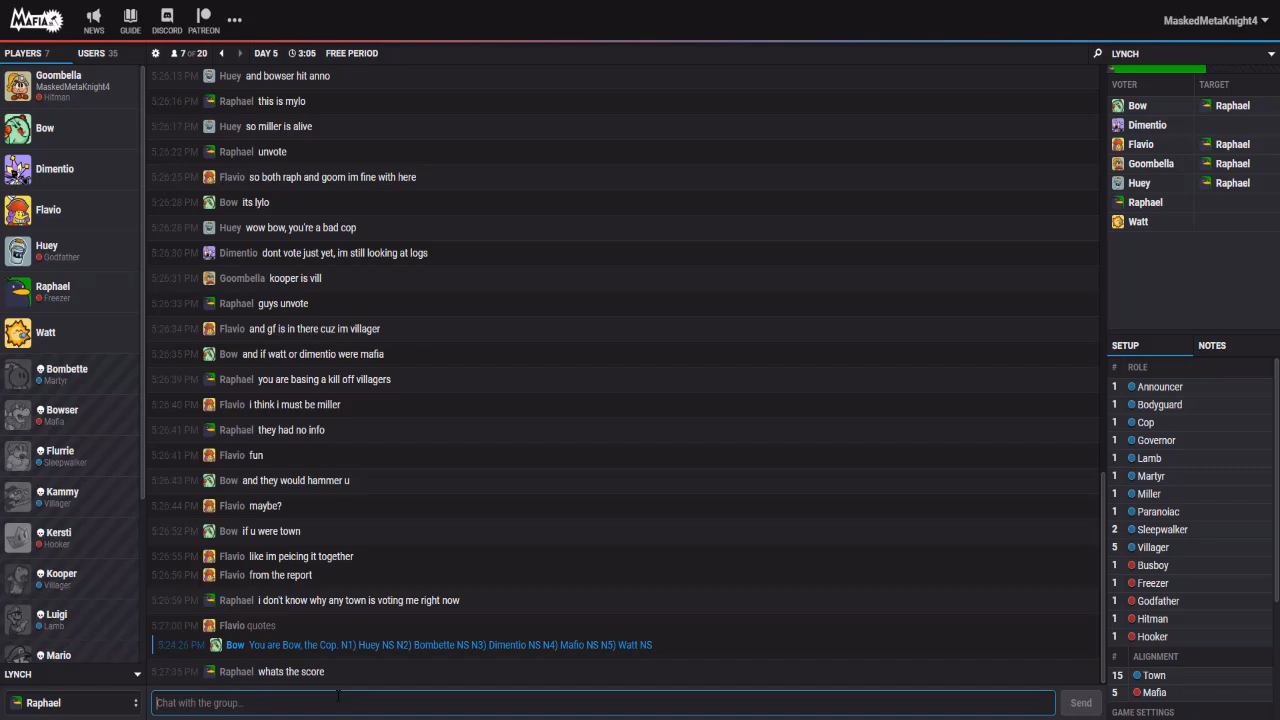 MAFIA.GG
NEWS
GUIDE
DISCORD
PATREON
MaskedMetaKnight4
PLAYERS 7
USERS 35
7 of 20
DAY 5
3:05
FREE PERIOD
LYNCH
Goombella
MaskedMetaKnight4
Hitman
Bow
Dimentio
Flavio
Huey
Godfather
Raphael
Freezer
Watt
Bombette
Martyr
Bowser
Mafia
Flurrie
Sleepwalker
Kammy
Villager
Kersti
Hooker
Kooper
Villager
Luigi
Lamb
Mario
LYNCH
Raphael
5:26:13 PM Huey and bowser hit anno
5:26:16 PM Raphael this is mylo
5:26:17 PM Huey so miller is alive
5:26:22 PM Raphael unvote
5:26:25 PM Flavio so both raph and goom im fine with here
5:26:28 PM Bow its lylo
5:26:28 PM Huey wow bow, you're a bad cop
5:26:30 PM Dimentio dont vote just yet, im still looking at logs
5:26:31 PM Goombella kooper is vill
5:26:33 PM Raphael guys unvote
5:26:34 PM Flavio and gf is in there cuz im villager
5:26:35 PM Bow and if watt or dimentio were mafia
5:26:39 PM Raphael you are basing a kill off villagers
5:26:40 PM Flavio i think i must be miller
5:26:41 PM Raphael they had no info
5:26:41 PM Flavio fun
5:26:43 PM Bow and they would hammer u
5:26:44 PM Flavio maybe?
5:26:52 PM Bow if u were town
5:26:55 PM Flavio like im peicing it together
5:26:59 PM Flavio from the report
5:26:59 PM Raphael i don't know why any town is voting me right now
5:27:00 PM Flavio quotes
5:24:26 PM Bow You are Bow, the Cop. N1) Huey NS N2) Bombette NS N3) Dimentio NS N4) Mafio NS N5) Watt NS
5:27:35 PM Raphael whats the score
Chat with the group...
Send
VOTER TARGET
Bow Raphael
Dimentio
Flavio Raphael
Goombella Raphael
Huey Raphael
Raphael
Watt
SETUP
NOTES
# ROLE
1 Announcer
1 Bodyguard
1 Cop
1 Governor
1 Lamb
1 Martyr
1 Miller
1 Paranoiac
2 Sleepwalker
5 Villager
1 Busboy
1 Freezer
1 Godfather
1 Hitman
1 Hooker
# ALIGNMENT
15 Town
5 Mafia
GAME SETTINGS